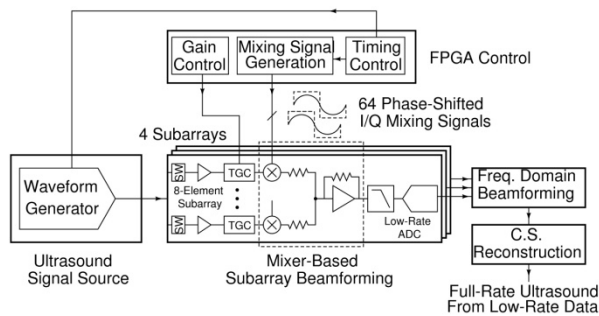 Gain
Control
Mixing Signal
Generation
Timing
Control
FPGA Control
64 Phase-Shifted
I/Q Mixing Signals
4 Subarrays
Waveform
Generator
SW
TGC
8-Element
Subarray
SW
TGC
Low-Rate
ADC
Freq. Domain
Beamforming
C.S.
Reconstruction
Ultrasound
Signal Source
Mixer-Based
Subarray Beamforming
Full-Rate Ultrasound
From Low-Rate Data